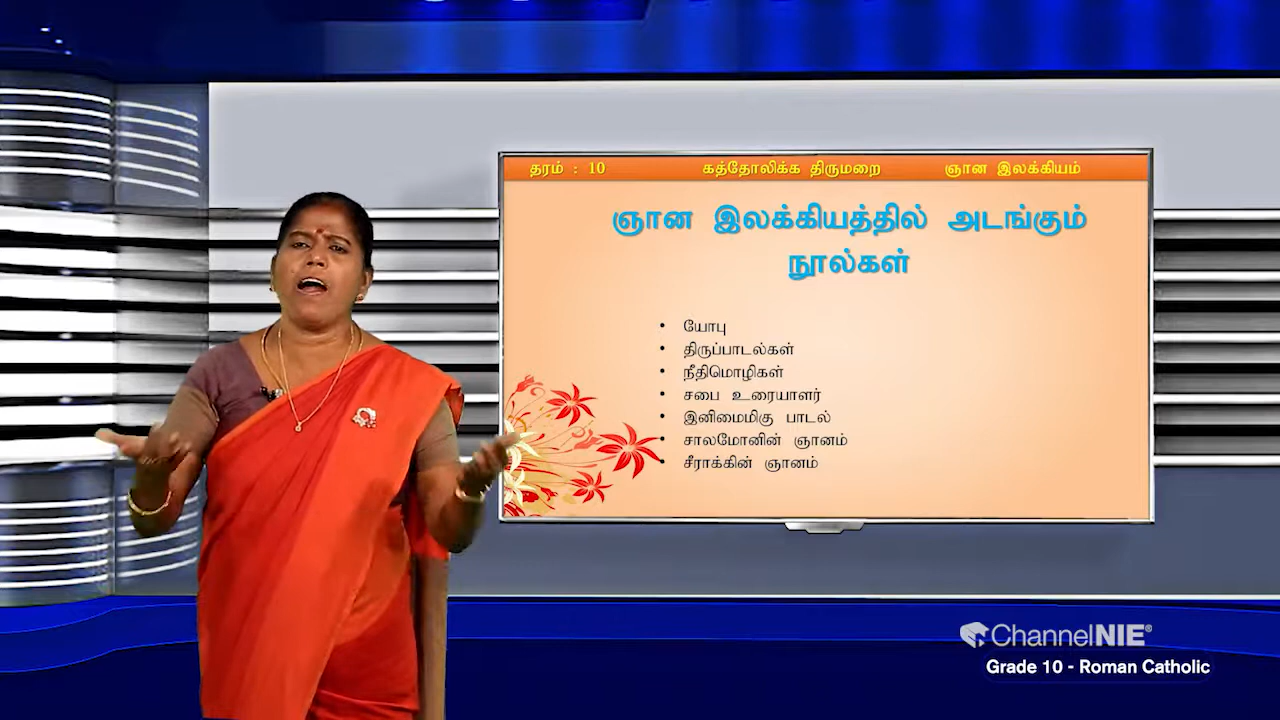 தரம் : 10 கத்தோலிக்க திருமறை ஞான இலக்கியம்
ஞான இலக்கியத்தில் அடங்கும்
நூல்கள்
• யோபு
• திருப்பாடல்கள்
• நீதிமொழிகள்
• சபை உரையாளர்
• இனிமைமிகு பாடல்
• சாலமோனின் ஞானம்
• சீராக்கின் ஞானம்
ChannelNIE®
Grade 10 - Roman Catholic